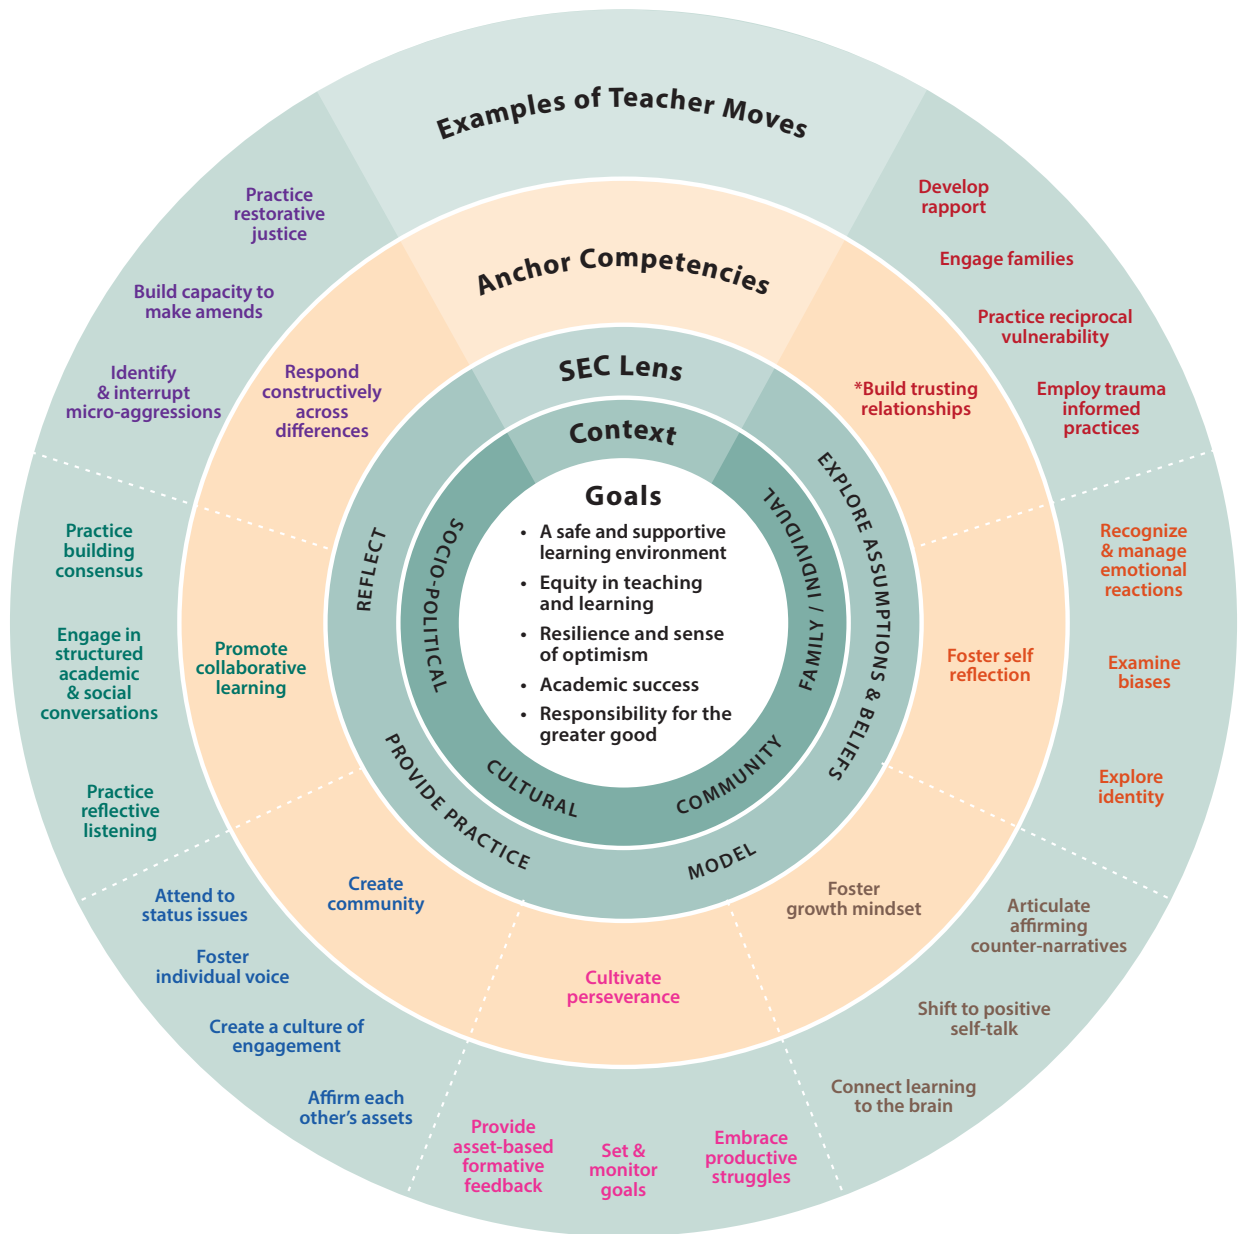 Examples of Teacher Moves
Anchor Competencies
SEC Lens
Context
Goals
• A safe and supportive
learning environment
• Equity in teaching
and learning
• Resilience and sense
of optimism
• Academic success
• Responsibility for the
greater good
INDIVIDUAL / FAMILY
COMMUNITY
CULTURAL
SOCIO-POLITICAL
EXPLORE ASSUMPTIONS & BELIEFS
MODEL
PROVIDE PRACTICE
REFLECT
*Build trusting
relationships
Develop
rapport
Engage families
Practice reciprocal
vulnerability
Employ trauma
informed
practices
Foster self
reflection
Recognize
& manage
emotional
reactions
Examine
biases
Explore
identity
Foster
growth mindset
Articulate
affirming
counter-narratives
Shift to positive
self-talk
Connect learning
to the brain
Cultivate
perseverance
Embrace
productive
struggles
Set &
monitor
goals
Provide
asset-based
formative
feedback
Create
community
Affirm each
other's assets
Create a culture of
engagement
Foster
individual voice
Attend to
status issues
Promote
collaborative
learning
Practice
reflective
listening
Engage in
structured
academic
& social
conversations
Practice
building
consensus
Respond
constructively
across
differences
Identify
& interrupt
micro-aggressions
Build capacity to
make amends
Practice
restorative
justice